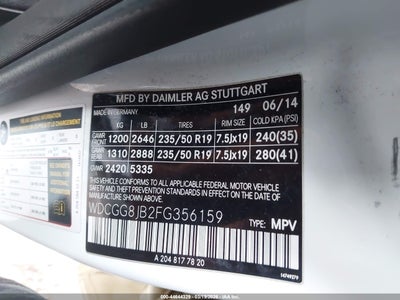 MFD BY DAIMLER AG STUTTGART
MADE IN GERMANY 149 06/14
KG LB TIRES RIM SIZE COLD KPA (PSI)
GAWR FRONT 1200 2646 235/50 R19 7.5Jx19 240(35)
GAWR REAR 1310 2888 235/50 R19 7.5Jx19 280(41)
GVWR 2420 5335
THIS VEHICLE CONFORMS TO ALL APPLICABLE FEDERAL MOTOR VEHICLE
SAFETY, THEFT PREVENTION AND BUMPER STANDARDS IN EFFECT
ON THE DATE OF MANUFACTURE SHOWN ABOVE.
WDCGG8JB2FG356159
TYPE: MPV
A 204 817 78 20